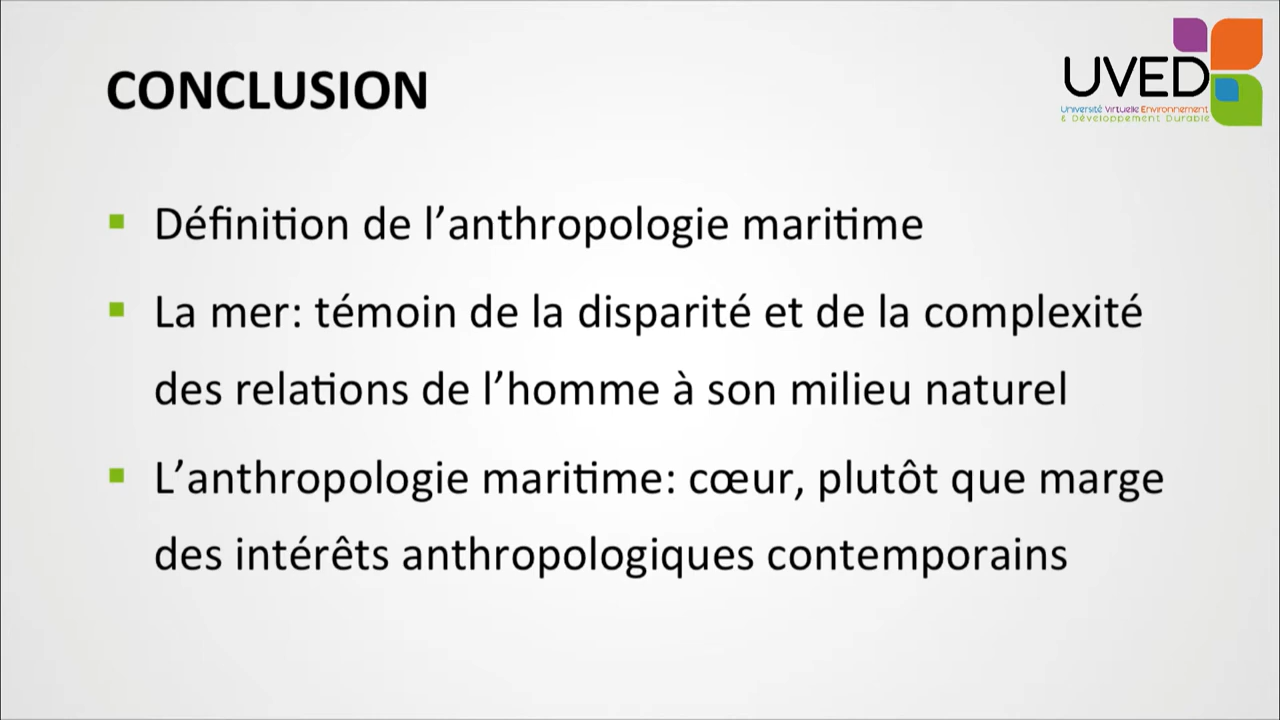 CONCLUSION
UVED
Université Virtuelle Environnement
& Développement Durable
Définition de l’anthropologie maritime
La mer: témoin de la disparité et de la complexité
des relations de l’homme à son milieu naturel
L’anthropologie maritime: cœur, plutôt que marge
des intérêts anthropologiques contemporains